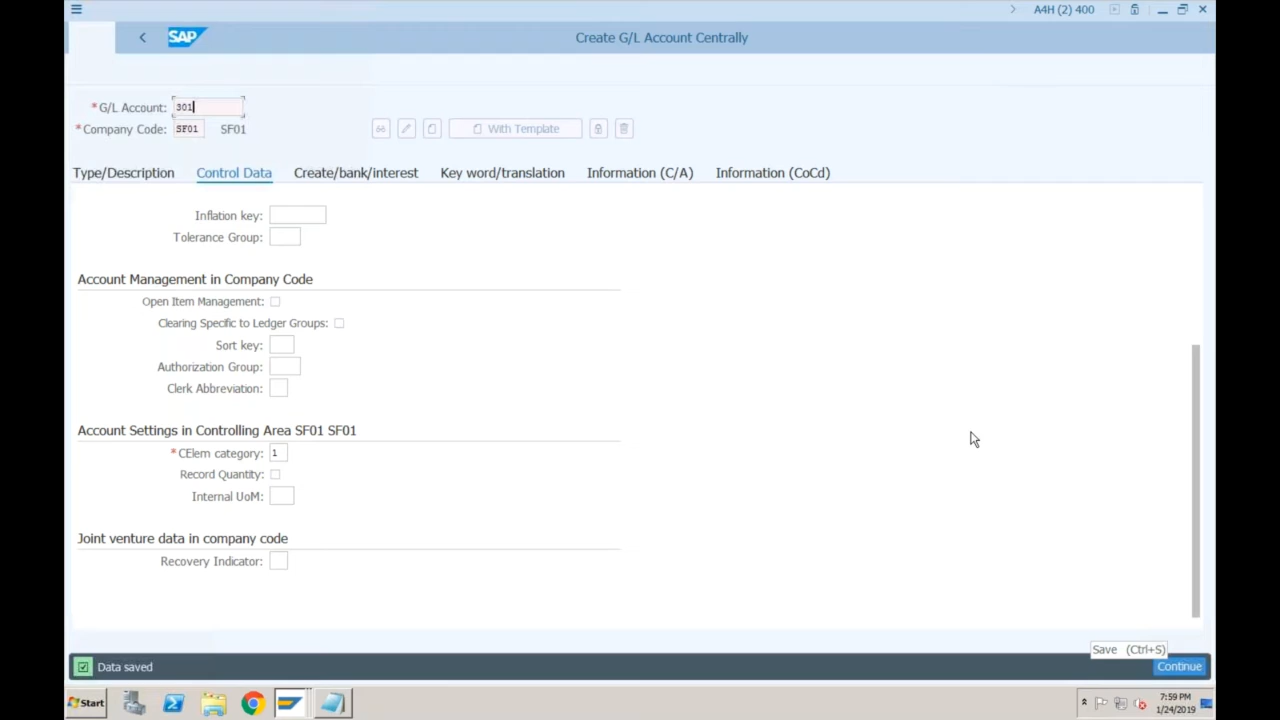 A4H (2) 400
SAP
Create G/L Account Centrally
*G/L Account: 301
*Company Code: SF01 SF01
With Template
Type/Description Control Data Create/bank/interest Key word/translation Information (C/A) Information (CoCd)
Inflation key:
Tolerance Group:
Account Management in Company Code
Open Item Management:
Clearing Specific to Ledger Groups:
Sort key:
Authorization Group:
Clerk Abbreviation:
Account Settings in Controlling Area SF01 SF01
*CElem category: 1
Record Quantity:
Internal UoM:
Joint venture data in company code
Recovery Indicator:
Save (Ctrl+S)
Data saved
Continue
Start
7:59 PM
1/24/2019